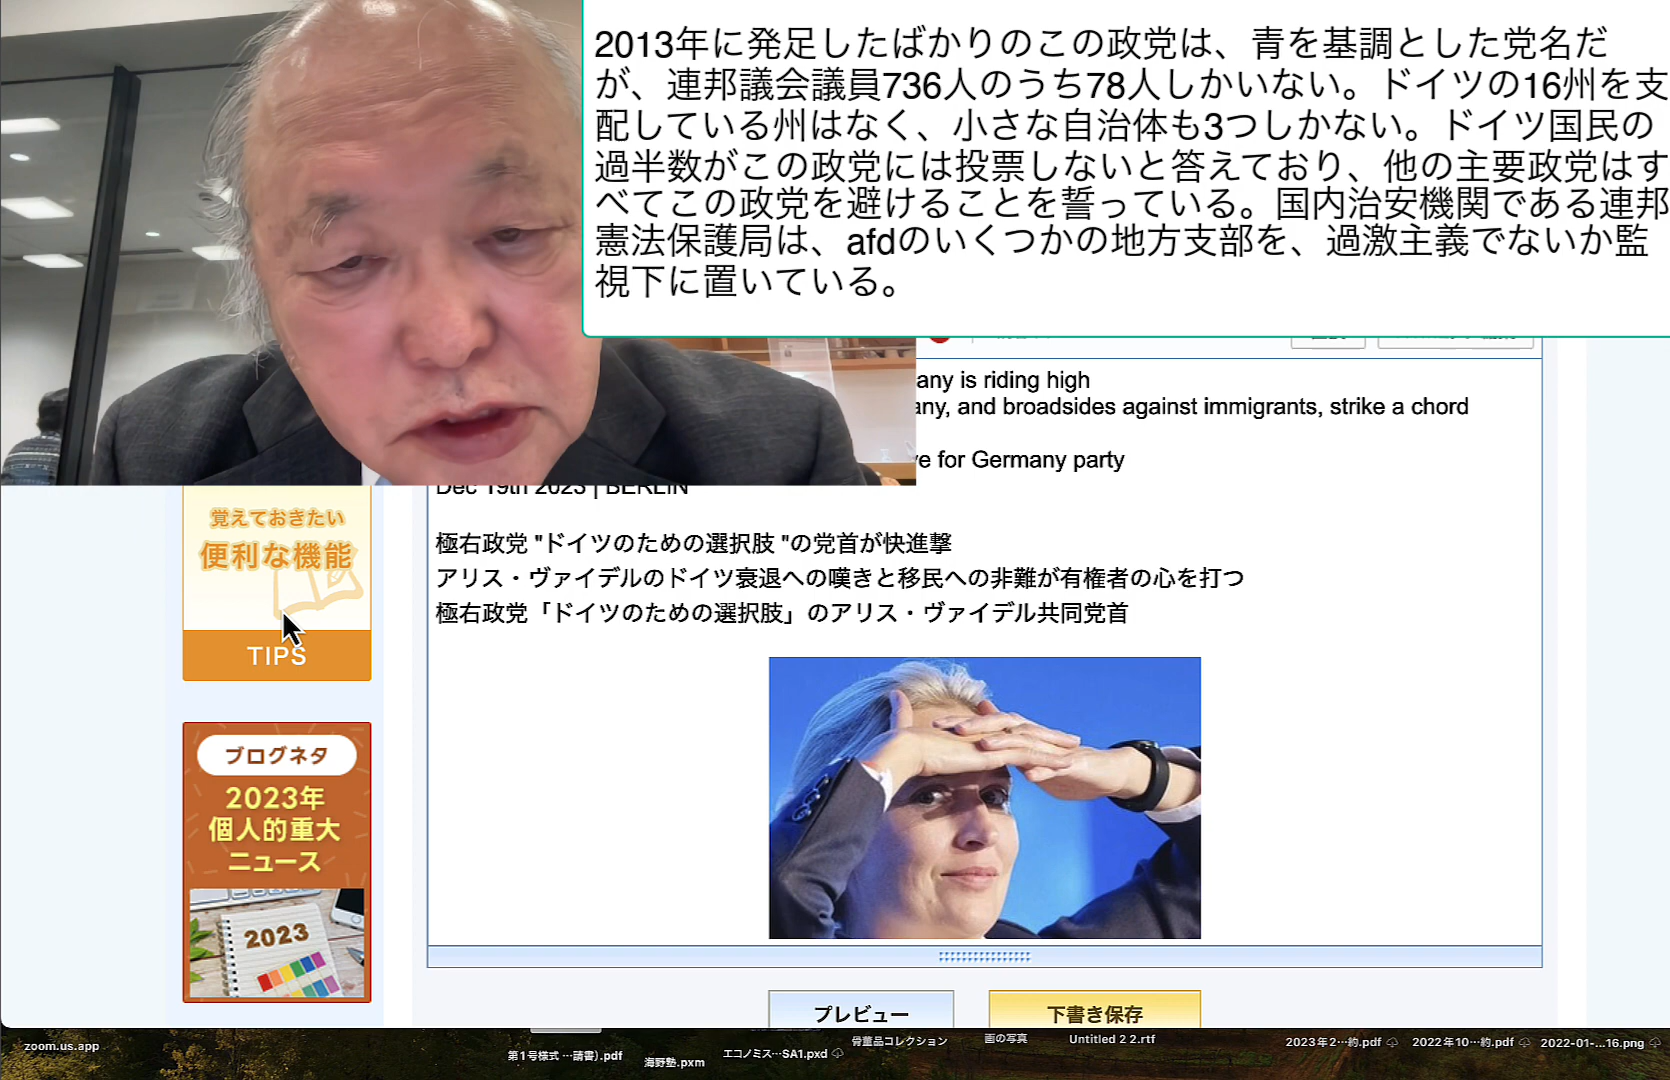 2013年に発足したばかりのこの政党は、青を基調とした党名だ
が、連邦議会議員736人のうち78人しかいない。ドイツの16州を支
配している州はなく、小さな自治体も3つしかない。ドイツ国民の
過半数がこの政党には投票しないと答えており、他の主要政党はす
べてこの政党を避けることを誓っている。国内治安機関である連邦
憲法保護局は、afdのいくつかの地方支部を、過激主義でないか監
視下に置いている。
any is riding high
any, and broadsides against immigrants, strike a chord
ve for Germany party
Dec 19th 2023 | BERLIN
極右政党 "ドイツのための選択肢 "の党首が快進撃
アリス・ヴァイデルのドイツ衰退への嘆きと移民への非難が有権者の心を打つ
極右政党「ドイツのための選択肢」のアリス・ヴァイデル共同党首
覚えておきたい
便利な機能
TIPS
ブログネタ
2023年
個人的重大
ニュース
2023
プレビュー
下書き保存
zoom.us.app
第1号様式 …請書).pdf
海野塾.pxm
エコノミス…SA1.pxd
骨董品コレクション
画の写真
Untitled 2 2.rtf
2023年2…約.pdf
2022年10…約.pdf
2022-01-...16.png